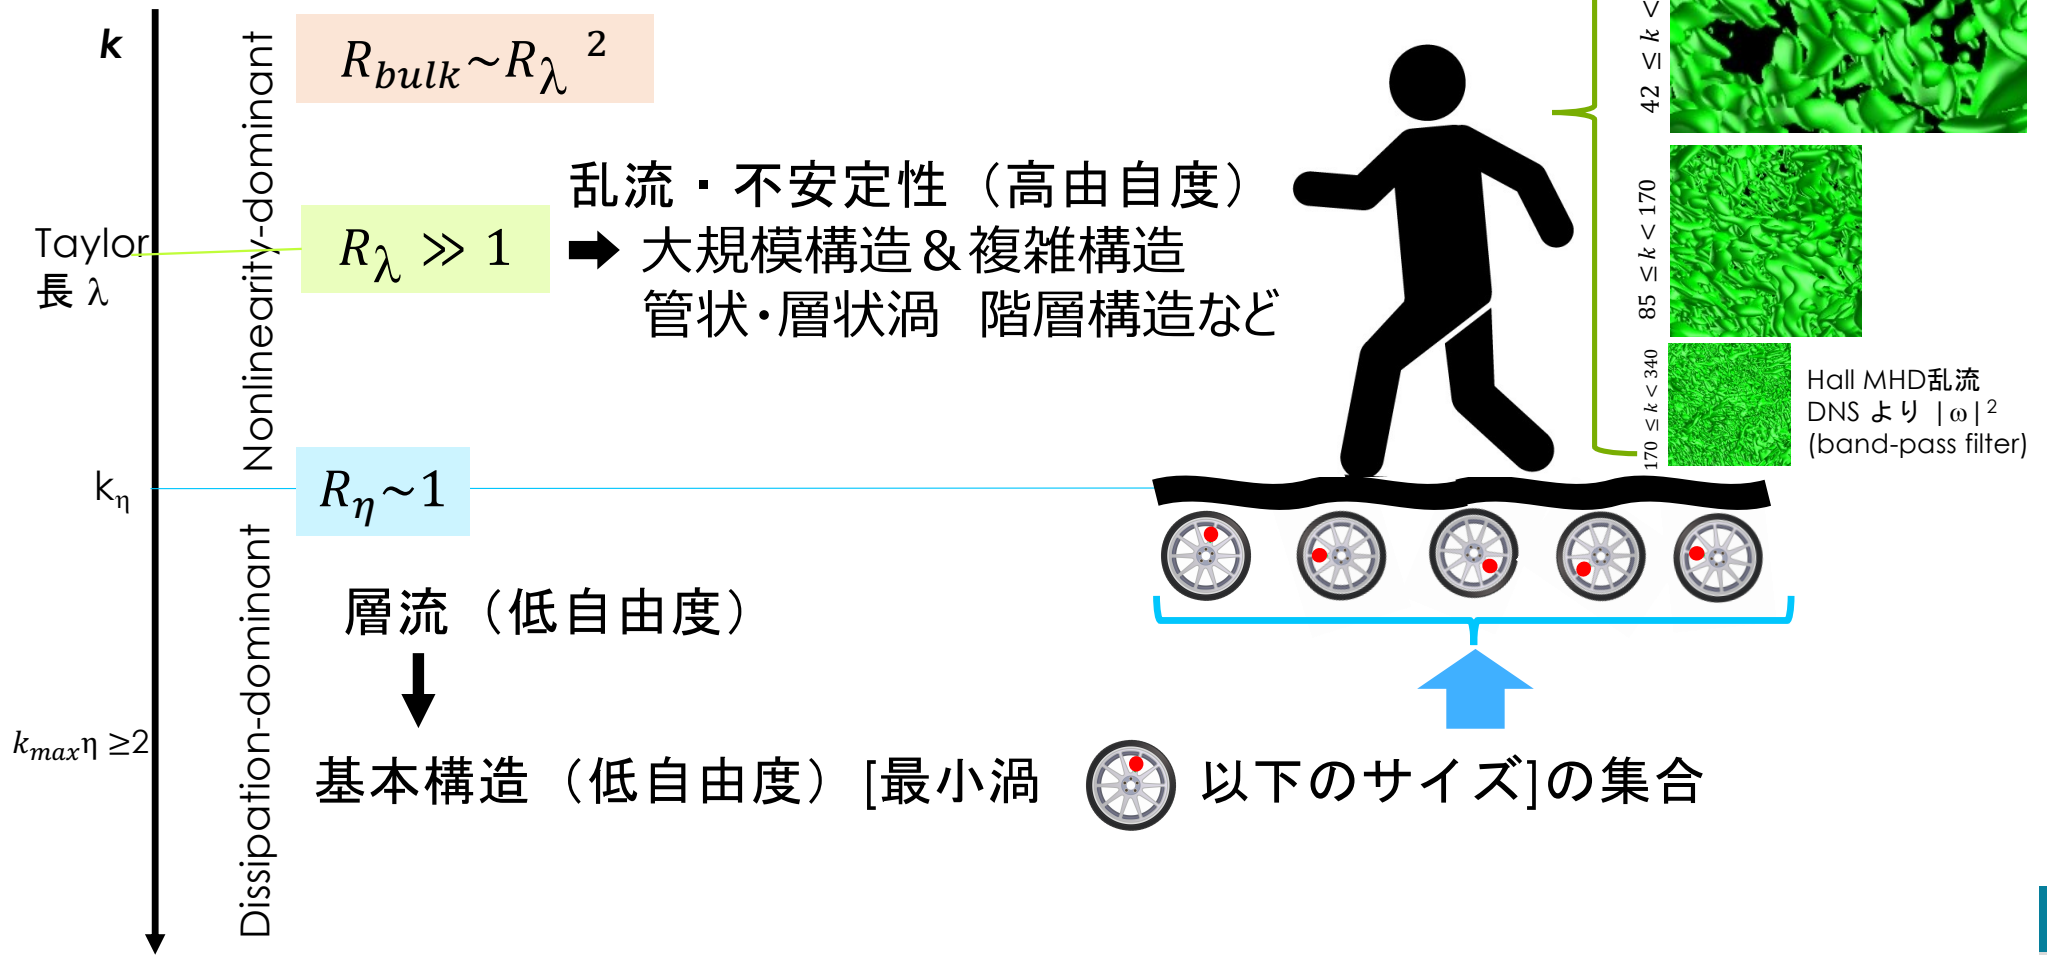 k
Nonlinearity-dominant
R_bulk~R_λ ²
42 ≤ k <
乱流・不安定性（高由自度）
Taylor
長 λ
R_λ ≫ 1
大規模構造＆複雑構造
管状・層状渦　階層構造など
85 ≤ k < 170
170 ≤ k < 340
Hall MHD乱流
DNS より |ω|²
(band-pass filter)
k_η
R_η~1
Dissipation-dominant
層流（低自由度）
k_max η ≥2
基本構造（低自由度）[最小渦 以下のサイズ]の集合